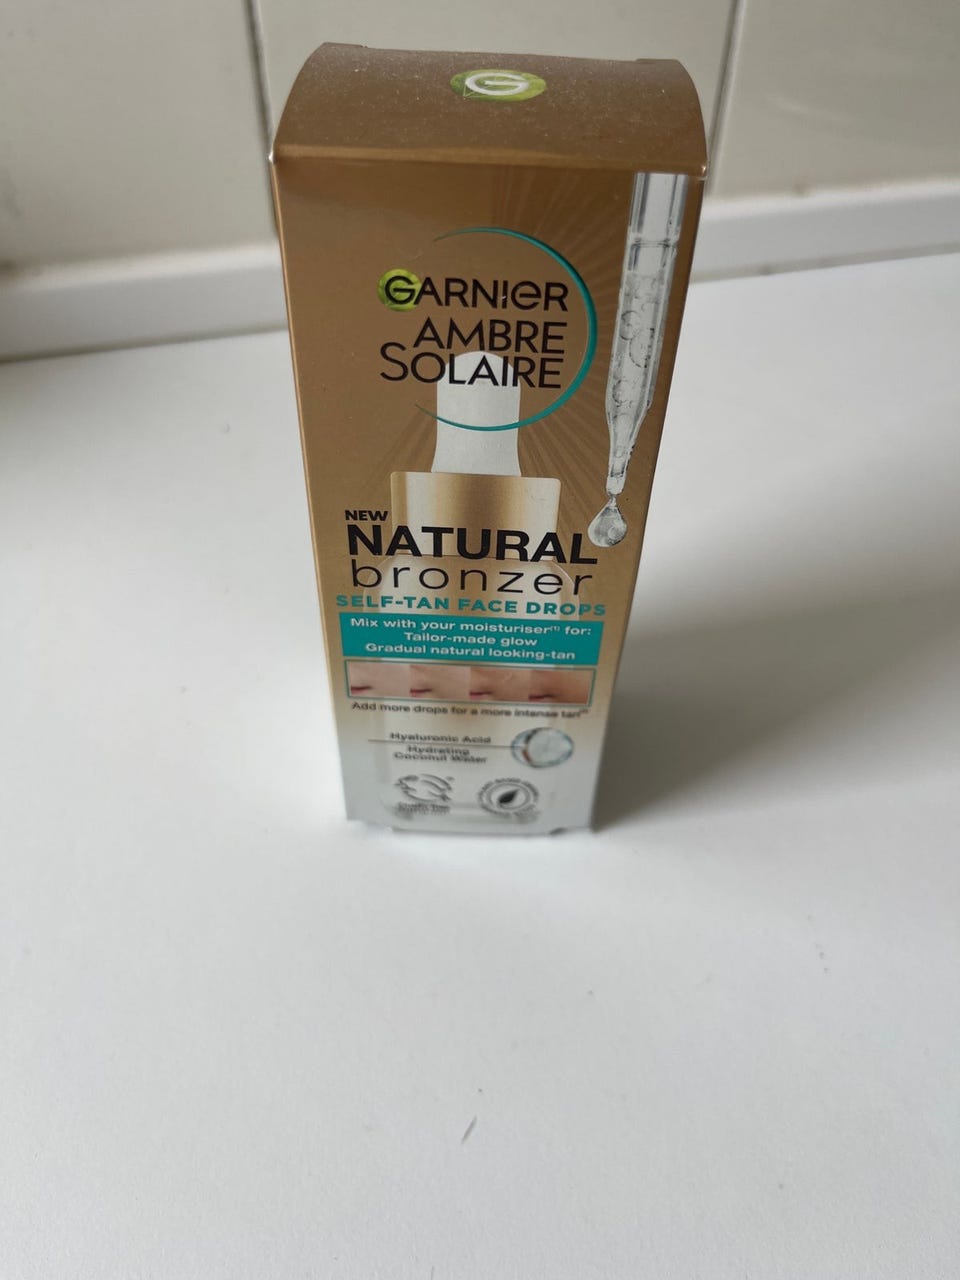 G
GARNIER
AMBRE
SOLAIRE
NEW
NATURAL
bronzer
SELF-TAN FACE DROPS
Mix with your moisturiser(1) for:
Tailor-made glow
Gradual natural looking-tan
Add more drops for a more intense tan
Hyaluronic Acid
Hydrating
Coconut Water